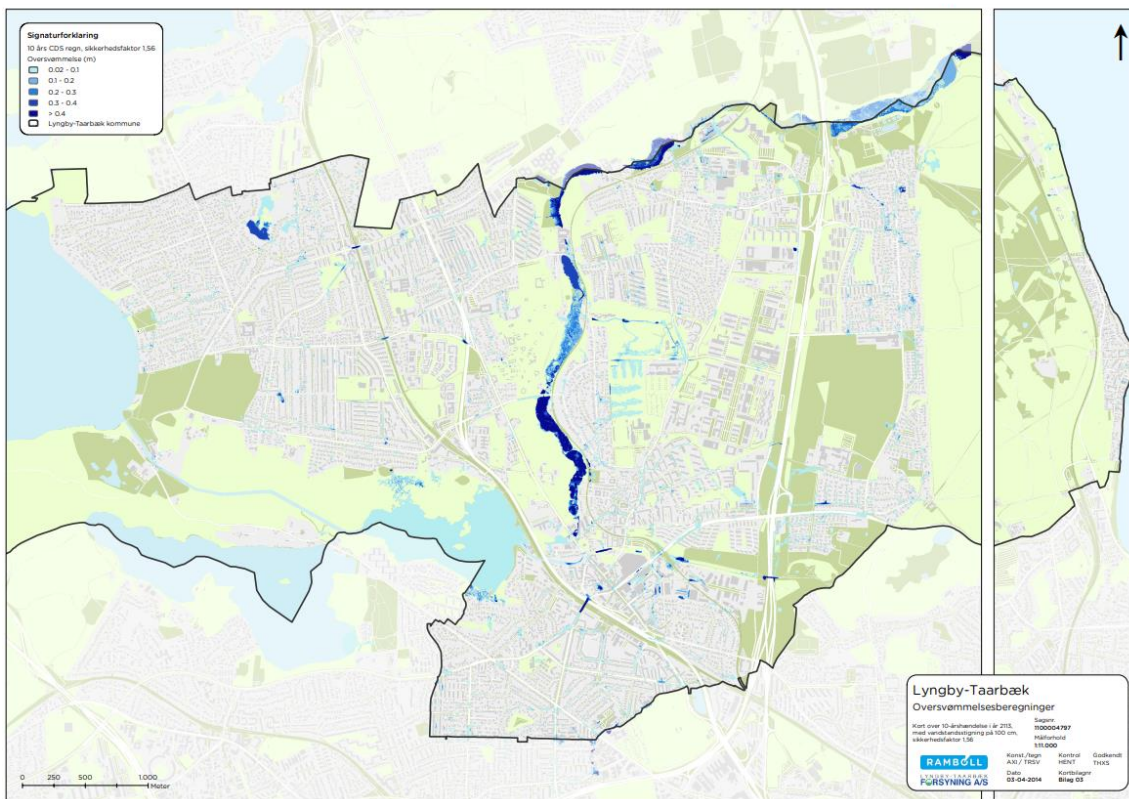 Signaturforklaring
10 års CDS regn, sikkerhedsfaktor 1,56
Oversvømmelse (m)
0.02 - 0.1
0.1 - 0.2
0.2 - 0.3
0.3 - 0.4
> 0.4
Lyngby-Taarbæk kommune
0 250 500 1.000
Meter
Lyngby-Taarbæk
Oversvømmelsesberegninger
Kort over 10-årshændelse i år 2113,
med vandstandsstigning på 100 cm,
sikkerhedsfaktor 1,56
Sagsnr.
1100004797
Målforhold
1:11.000
RAMBØLL
LYNGBY-TAARBÆK
FORSYNING A/S
Konst./tegn Kontrol Godkendt
AXI / TRSV HENT THXS
Dato Kortbilagnr
03-04-2014 Bilag 03